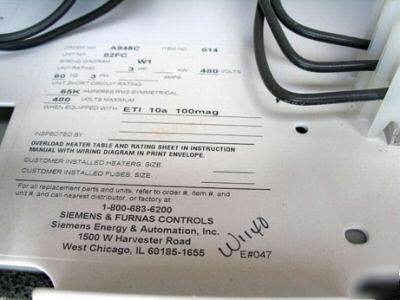 ORDER NO A948C ITEM NO 014
UNIT NO 02FC
WIRING DIAGRAM W1
UNIT RATING 3 HP KW 480 VOLTS
60 HZ 3 PH AMPS
UNIT SHORT CIRCUIT RATING
65K AMPERES RMS SYMMETRICAL
480 VOLTS MAXIMUM
WHEN EQUIPPED WITH ETI 10a 100mag
INSPECTED BY
OVERLOAD HEATER TABLE AND RATING SHEET IN INSTRUCTION
MANUAL WITH WIRING DIAGRAM IN PRINT ENVELOPE.
CUSTOMER INSTALLED HEATERS, SIZE
CUSTOMER INSTALLED FUSES, SIZE
For all replacement parts and units, refer to order #, item #, and
unit #, and call nearest distributor, or factory at:
1-800-683-6200
SIEMENS & FURNAS CONTROLS
Siemens Energy & Automation, Inc.
1500 W Harvester Road
West Chicago, IL 60185-1655
W1140
E#047